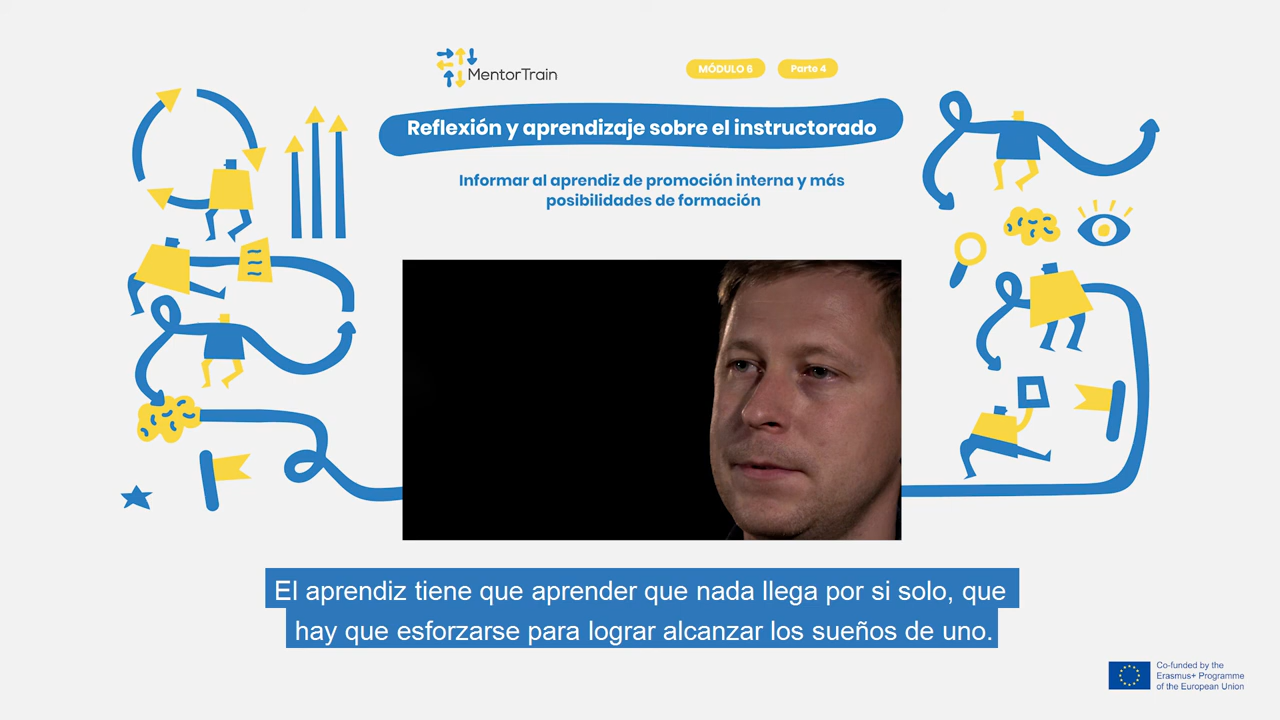 MentorTrain
MÓDULO 6
Parte 4
Reflexión y aprendizaje sobre el instructorado
Informar al aprendiz de promoción interna y más
posibilidades de formación
El aprendiz tiene que aprender que nada llega por si solo, que
hay que esforzarse para lograr alcanzar los sueños de uno.
Co-funded by the
Erasmus+ Programme
of the European Union